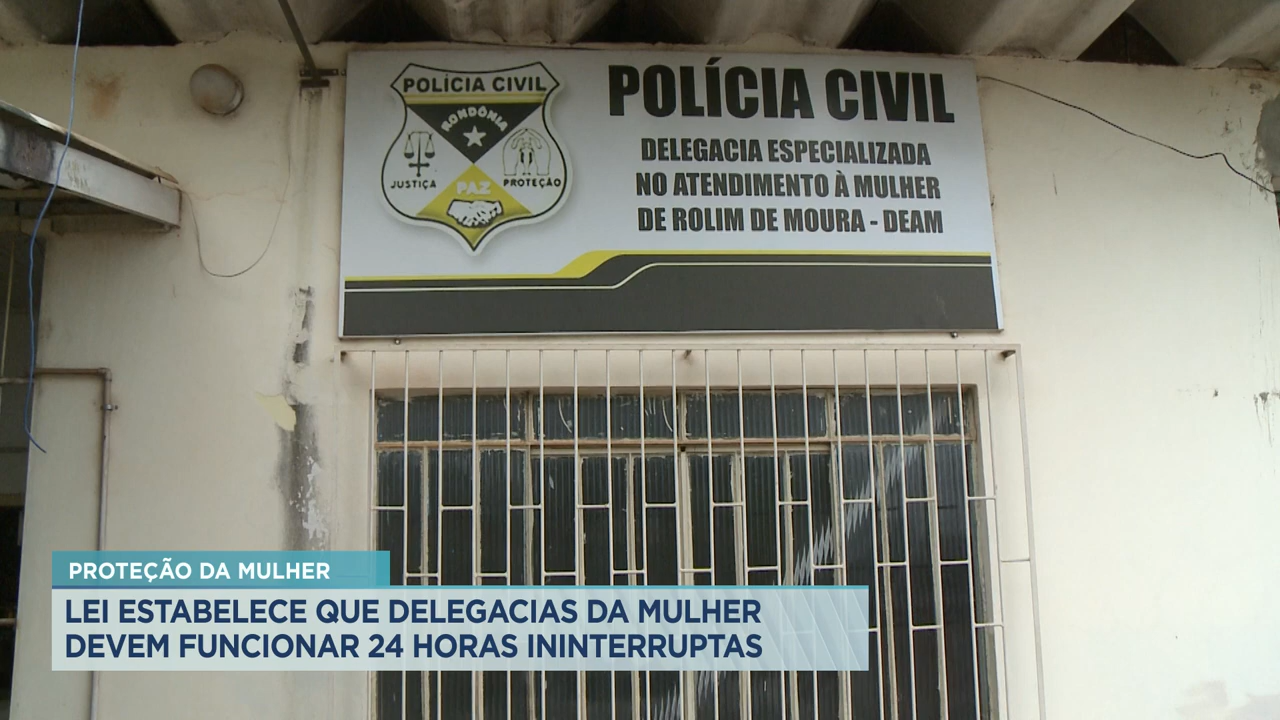 POLÍCIA CIVIL
RONDÔNIA
JUSTIÇA
PROTEÇÃO
PAZ
POLÍCIA CIVIL
DELEGACIA ESPECIALIZADA
NO ATENDIMENTO À MULHER
DE ROLIM DE MOURA - DEAM
PROTEÇÃO DA MULHER
LEI ESTABELECE QUE DELEGACIAS DA MULHER
DEVEM FUNCIONAR 24 HORAS ININTERRUPTAS